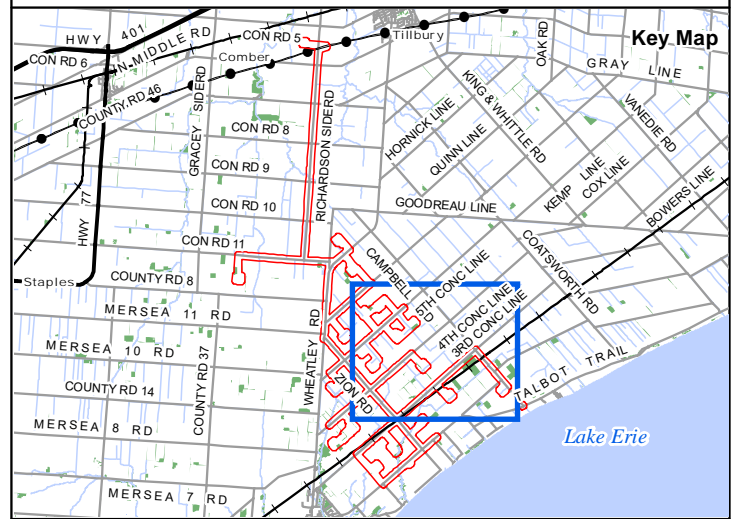 Key Map
HWY 401
IN-MIDDLE RD
CON RD 5
Tillbury
OAK RD
CON RD 6
Comber
GRAY LINE
COUNTY RD 46
GRACEY SIDERD
RICHARDSON SIDERD
KING & WHITTLE RD
VANEDIE RD
HORNICK LINE
QUINN LINE
CON RD 8
CON RD 9
KEMP LINE
COX LINE
BOWERS LINE
CON RD 10
GOODREAU LINE
HWY 77
CON RD 11
COATSWORTH RD
CAMPBELL RD
5TH CONC LINE
Staples
COUNTY RD 8
MERSEA 11 RD
4TH CONC LINE
3RD CONC LINE
WHEATLEY RD
MERSEA 10 RD
COUNTY RD 37
TALBOT TRAIL
ZION RD
COUNTY RD 14
MERSEA 8 RD
Lake Erie
MERSEA 7 RD